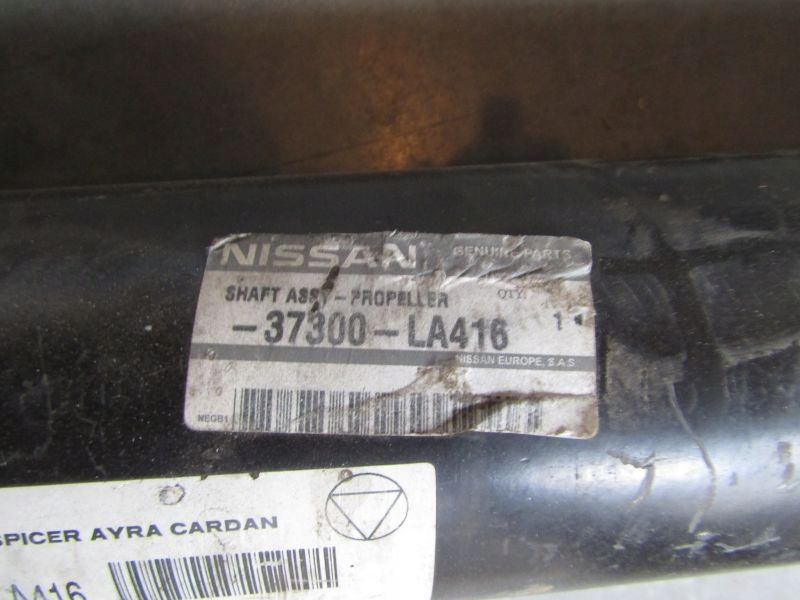 NISSAN GENUINE PARTS
SHAFT ASSY-PROPELLER QTY.
-37300-LA416 1
NISSAN EUROPE, S.A.S
NEGB1
SPICER AYRA CARDAN
A416